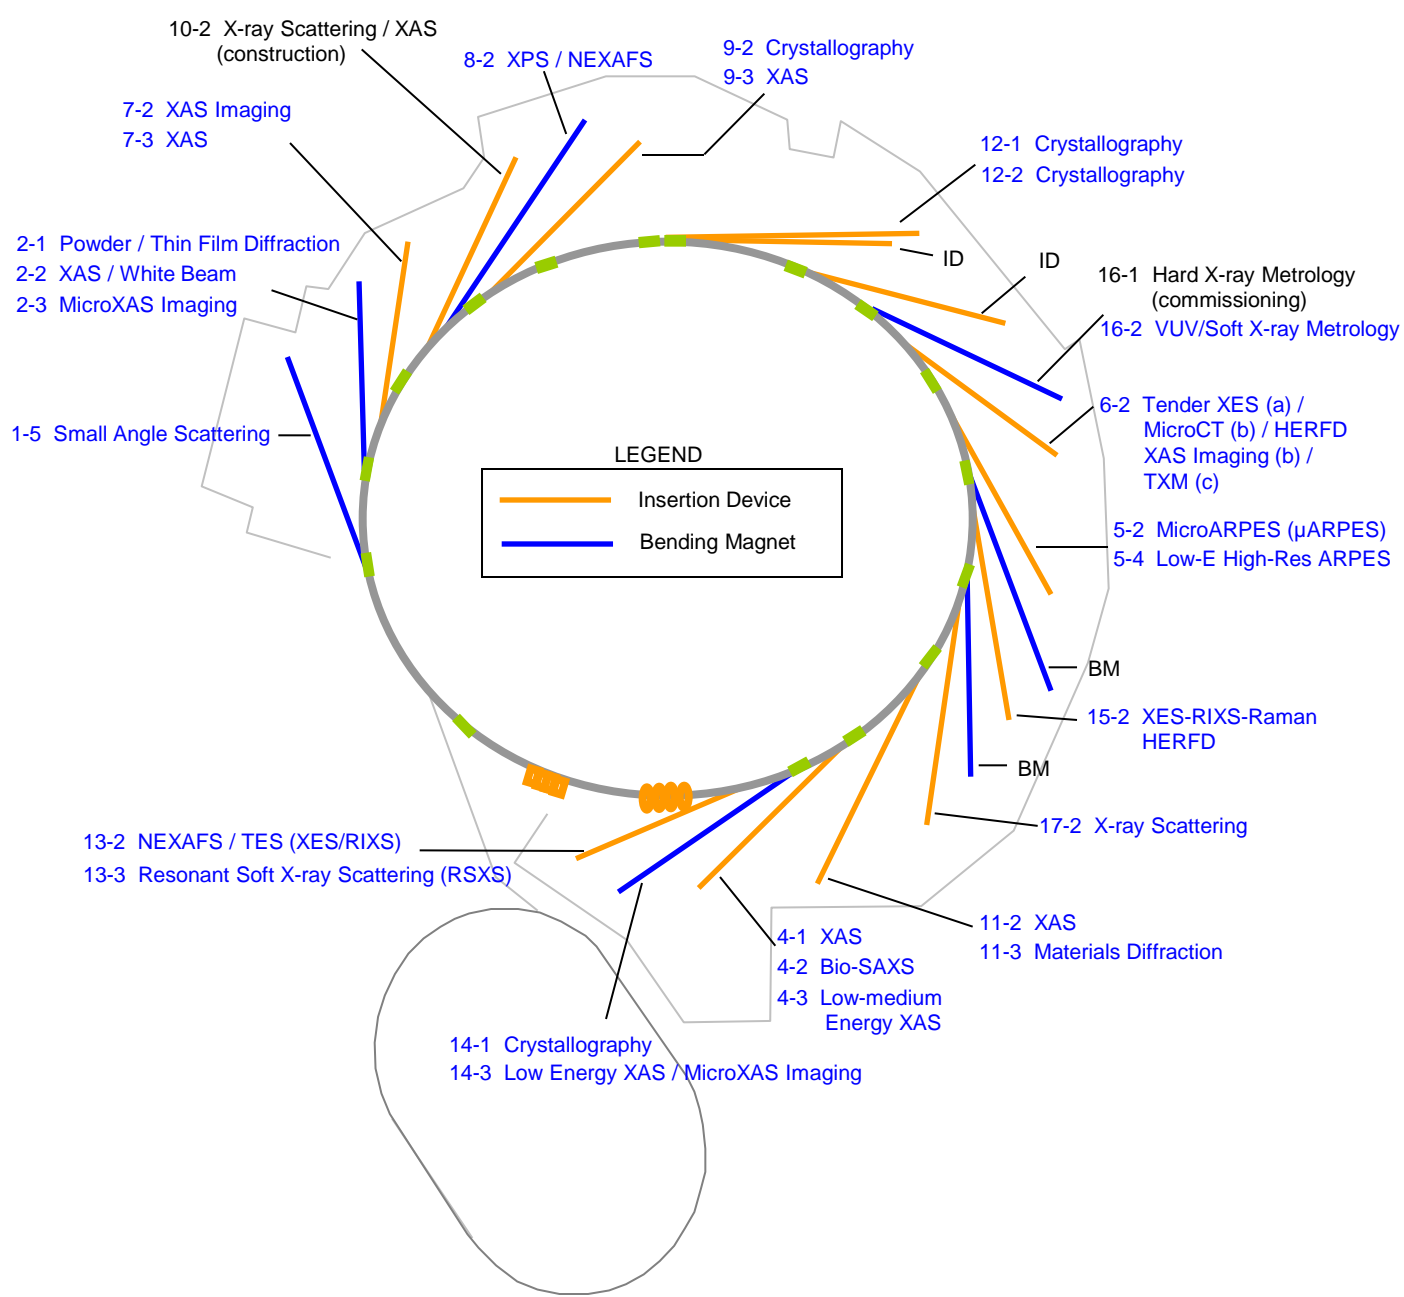 10-2 X-ray Scattering / XAS
(construction)
8-2 XPS / NEXAFS
9-2 Crystallography
9-3 XAS
7-2 XAS Imaging
7-3 XAS
12-1 Crystallography
12-2 Crystallography
2-1 Powder / Thin Film Diffraction
2-2 XAS / White Beam
2-3 MicroXAS Imaging
ID
ID
16-1 Hard X-ray Metrology
(commissioning)
16-2 VUV/Soft X-ray Metrology
1-5 Small Angle Scattering
6-2 Tender XES (a) /
MicroCT (b) / HERFD
XAS Imaging (b) /
TXM (c)
LEGEND
Insertion Device
Bending Magnet
5-2 MicroARPES (μARPES)
5-4 Low-E High-Res ARPES
BM
15-2 XES-RIXS-Raman
HERFD
BM
17-2 X-ray Scattering
13-2 NEXAFS / TES (XES/RIXS)
13-3 Resonant Soft X-ray Scattering (RSXS)
11-2 XAS
11-3 Materials Diffraction
4-1 XAS
4-2 Bio-SAXS
4-3 Low-medium
Energy XAS
14-1 Crystallography
14-3 Low Energy XAS / MicroXAS Imaging